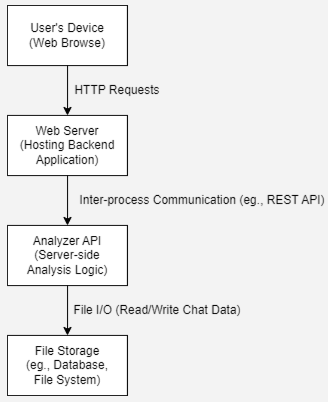 User's Device
(Web Browse)
HTTP Requests
Web Server
(Hosting Backend
Application)
Inter-process Communication (eg., REST API)
Analyzer API
(Server-side
Analysis Logic)
File I/O (Read/Write Chat Data)
File Storage
(eg., Database,
File System)